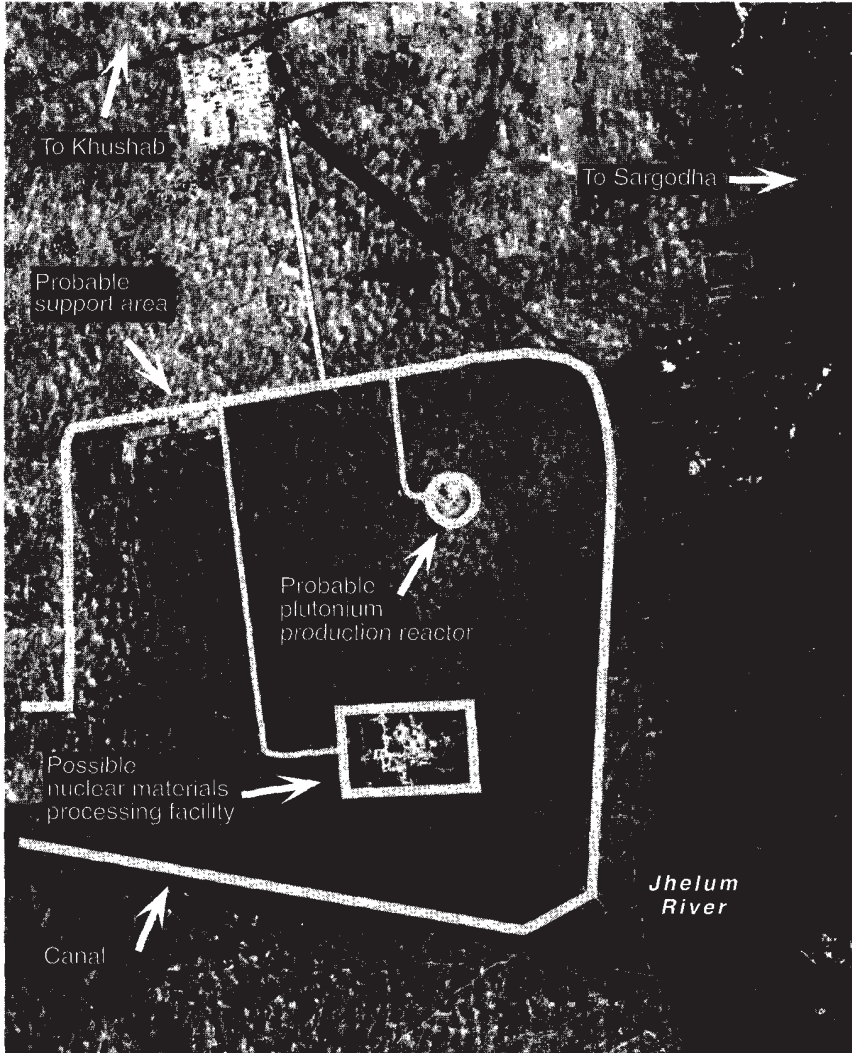 To Khushab
To Sargodha
Probable
support area
Probable
plutonium
production reactor
Possible
nuclear materials
processing facility
Jhelum
River
Canal